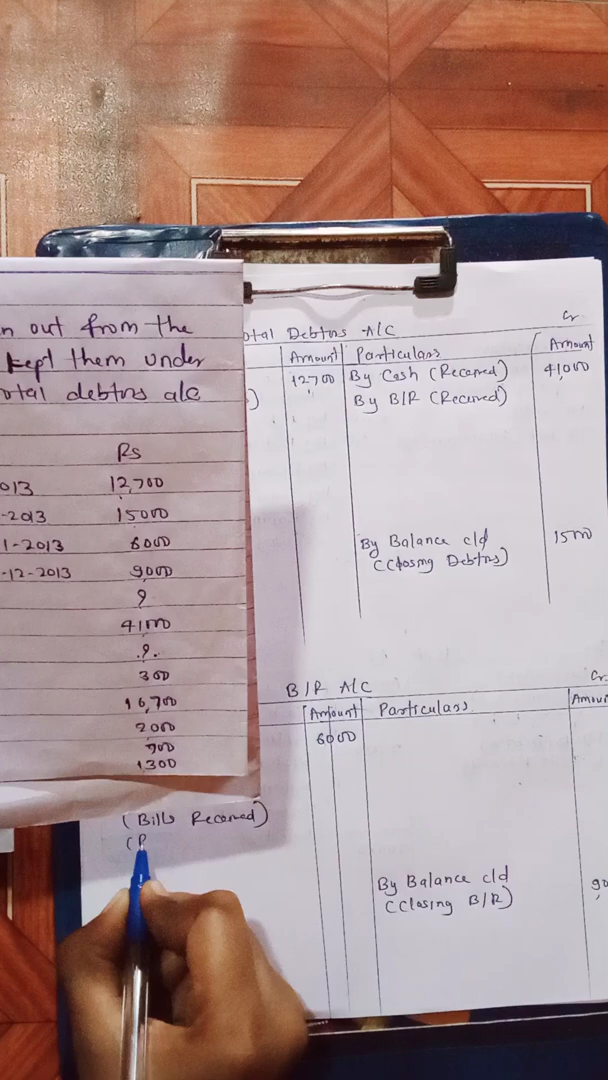 n out from the
kept them under
otal debtors a/c
Rs
013 12,700
-2013 15000
1-2013 6000
-12-2013 9000
?
41000
?
300
16,700
2000
700
1300
otal Debtors A/C
Cr
Amount Particulars Amount
12700 By Cash (Received) 41,000
) By B/R (Received)
By Balance c/d 15000
(Closing Debtors)
B/R A/C
Cr.
Amount Particulars Amoun
6000
(Bills Received)
By Balance c/d 90
(Closing B/R)